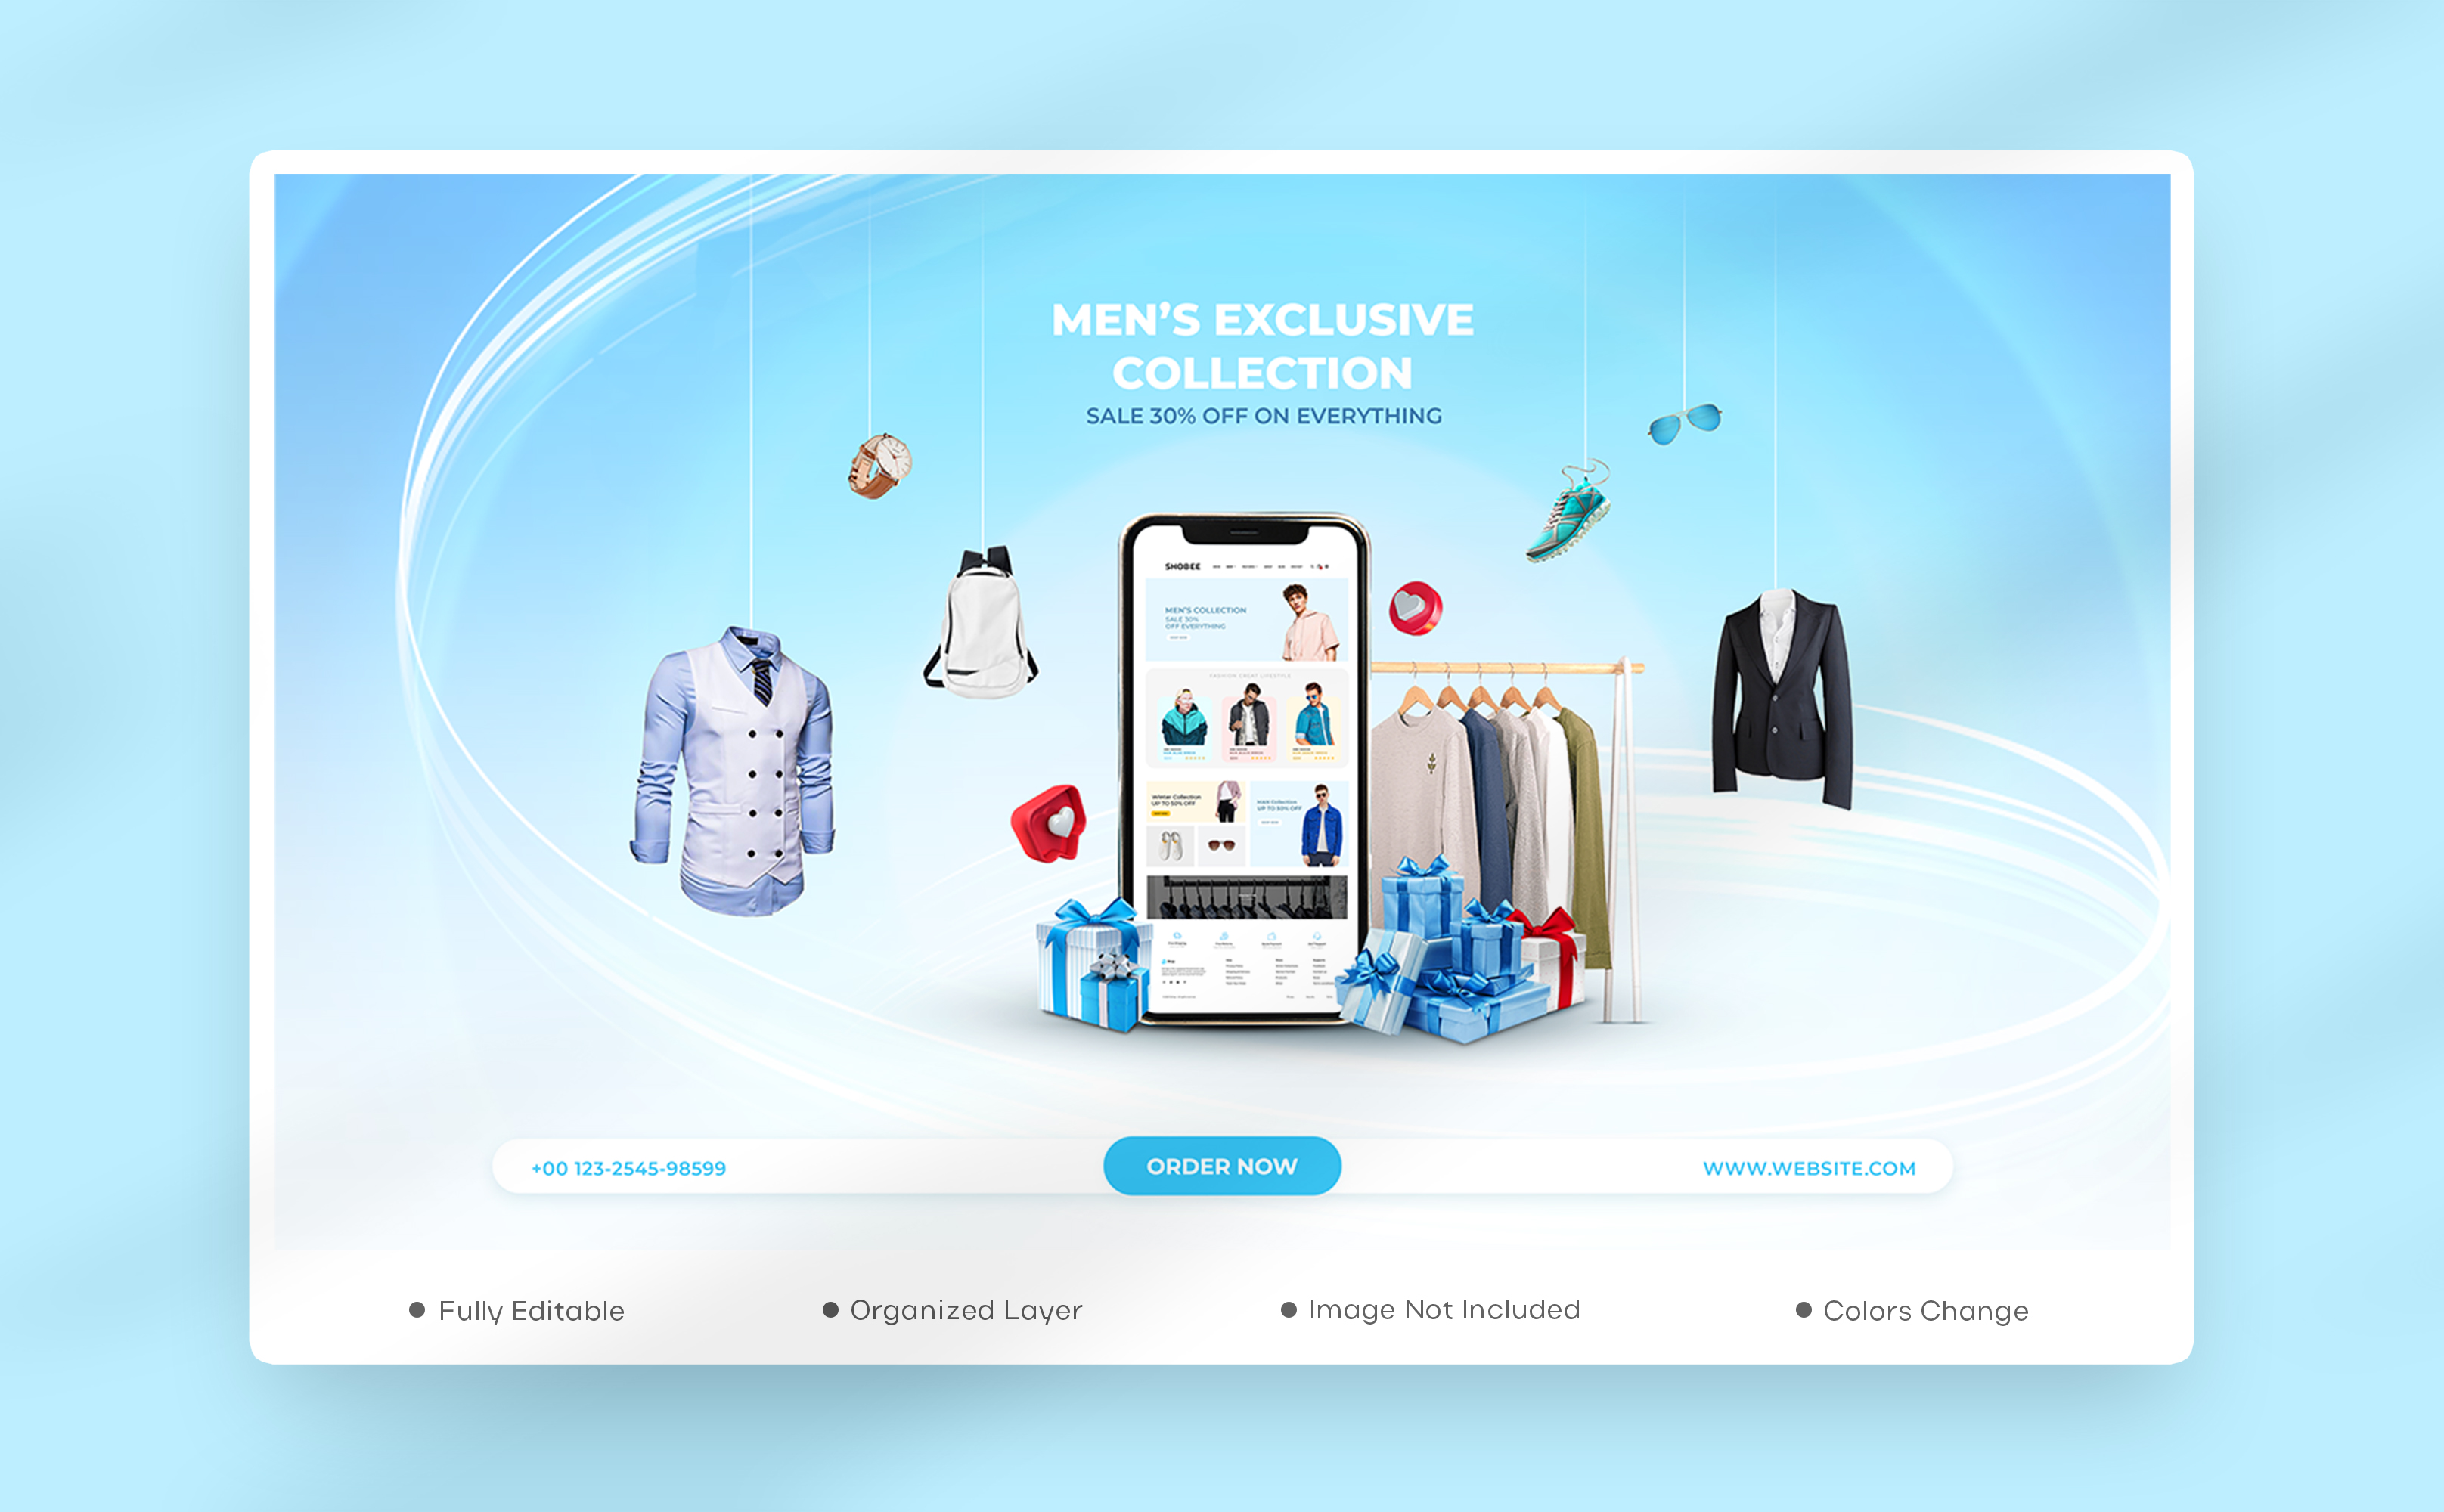 MEN'S EXCLUSIVE
COLLECTION
SALE 30% OFF ON EVERYTHING
SHOBEE
MEN'S COLLECTION
SALE 30%
OFF EVERYTHING
FASHION CREAT LIFESTYLE
Winter Collection
UP TO 50% OFF
MAN Collection
UP TO 50% OFF
+00 123-2545-98599
ORDER NOW
WWW.WEBSITE.COM
Fully Editable
Organized Layer
Image Not Included
Colors Change